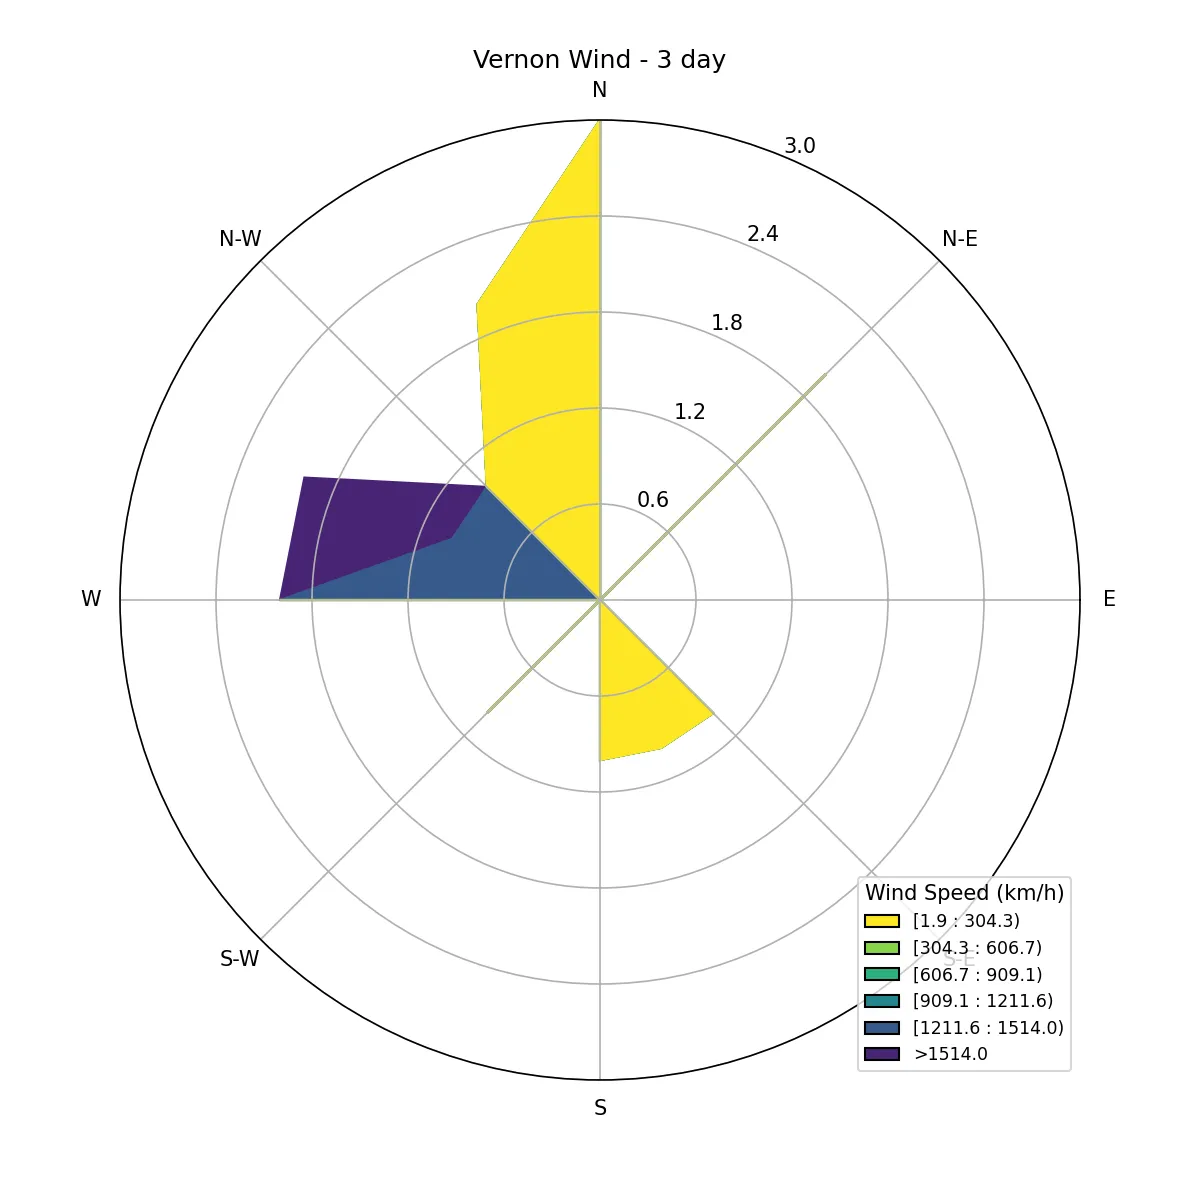 Vernon Wind - 3 day
N
3.0
N-W
N-E
2.4
1.8
1.2
0.6
W
E
Wind Speed (km/h)
[1.9 : 304.3)
[304.3 : 606.7)
S-W
S-E
[606.7 : 909.1)
[909.1 : 1211.6)
[1211.6 : 1514.0)
>1514.0
S